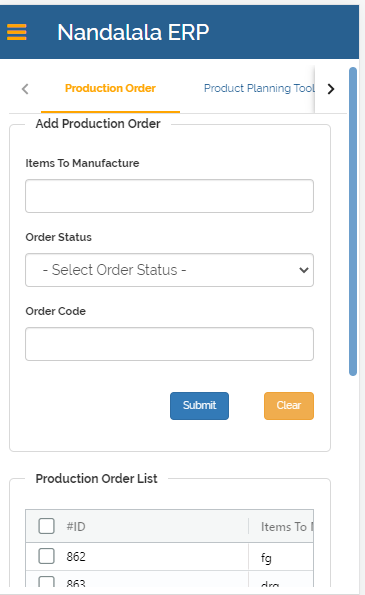 Nandalala ERP
Production Order Product Planning Tool
Add Production Order
Items To Manufacture
Order Status
- Select Order Status -
Order Code
Submit Clear
Production Order List
#ID Items To
862 fg
863 drg